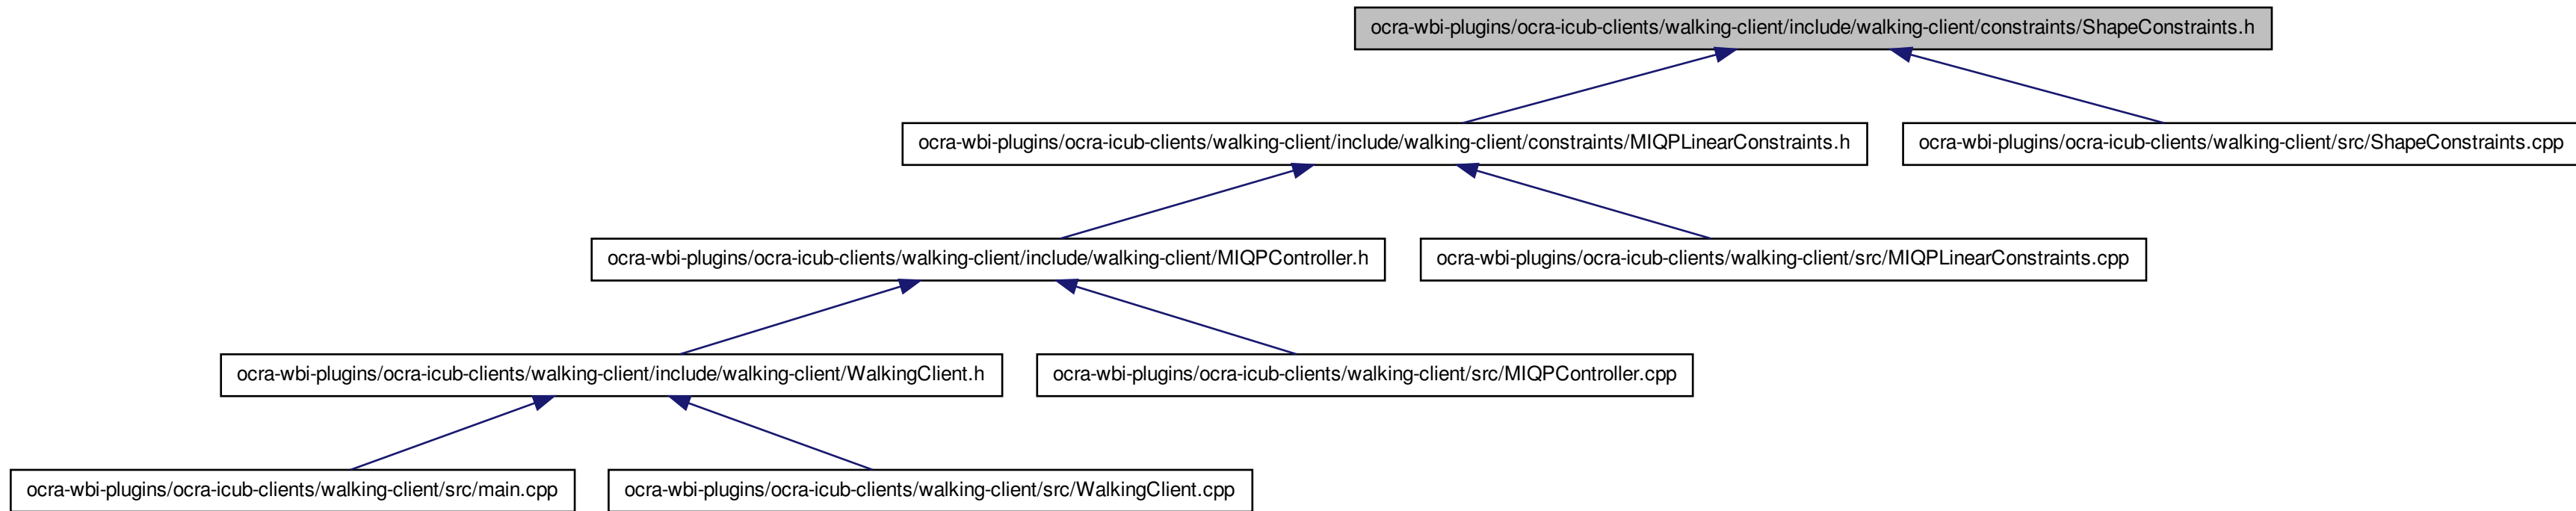 ocra-wbi-plugins/ocra-icub-clients/walking-client/include/walking-client/constraints/ShapeConstraints.h
ocra-wbi-plugins/ocra-icub-clients/walking-client/include/walking-client/constraints/MIQPLinearConstraints.h
ocra-wbi-plugins/ocra-icub-clients/walking-client/src/ShapeConstraints.cpp
ocra-wbi-plugins/ocra-icub-clients/walking-client/include/walking-client/MIQPController.h
ocra-wbi-plugins/ocra-icub-clients/walking-client/src/MIQPLinearConstraints.cpp
ocra-wbi-plugins/ocra-icub-clients/walking-client/include/walking-client/WalkingClient.h
ocra-wbi-plugins/ocra-icub-clients/walking-client/src/MIQPController.cpp
ocra-wbi-plugins/ocra-icub-clients/walking-client/src/main.cpp
ocra-wbi-plugins/ocra-icub-clients/walking-client/src/WalkingClient.cpp